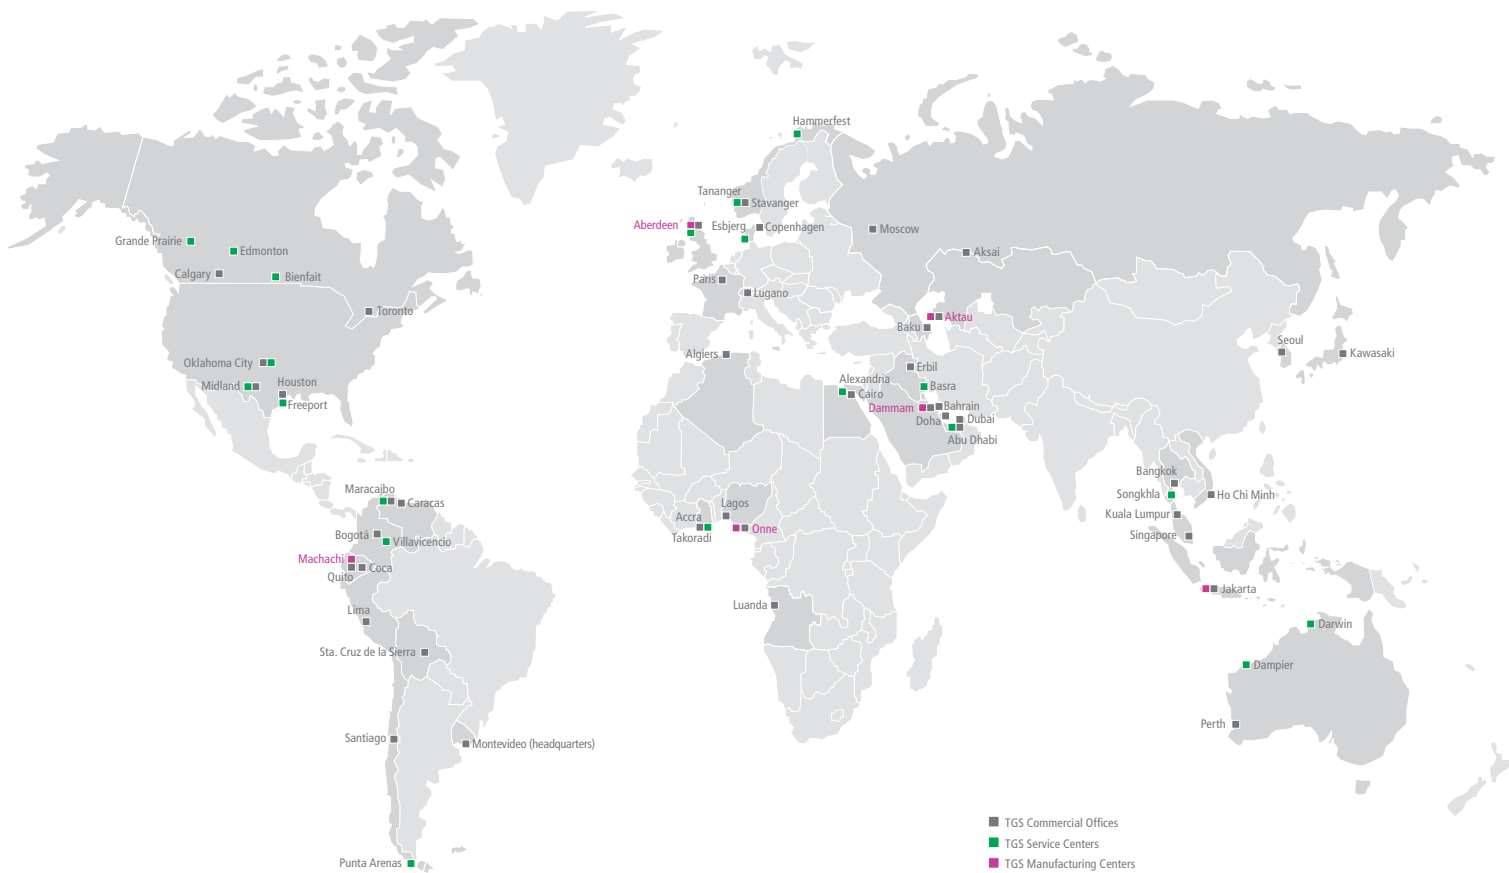 Hammerfest
Tananger
Stavanger
Aberdeen
Esbjerg
Copenhagen
Moscow
Grande Prairie
Edmonton
Aksai
Calgary
Bienfait
Paris
Lugano
Toronto
Aktau
Baku
Seoul
Kawasaki
Algiers
Oklahoma City
Erbil
Midland
Houston
Alexandria
Basra
Cairo
Freeport
Dammam
Bahrain
Doha
Dubai
Abu Dhabi
Bangkok
Maracaibo
Songkhla
Ho Chi Minh
Caracas
Lagos
Kuala Lumpur
Accra
Onne
Bogotá
Takoradi
Singapore
Villavicencio
Machachi
Coca
Quito
Jakarta
Luanda
Lima
Darwin
Sta. Cruz de la Sierra
Dampier
Perth
Santiago
Montevideo (headquarters)
TGS Commercial Offices
TGS Service Centers
Punta Arenas
TGS Manufacturing Centers